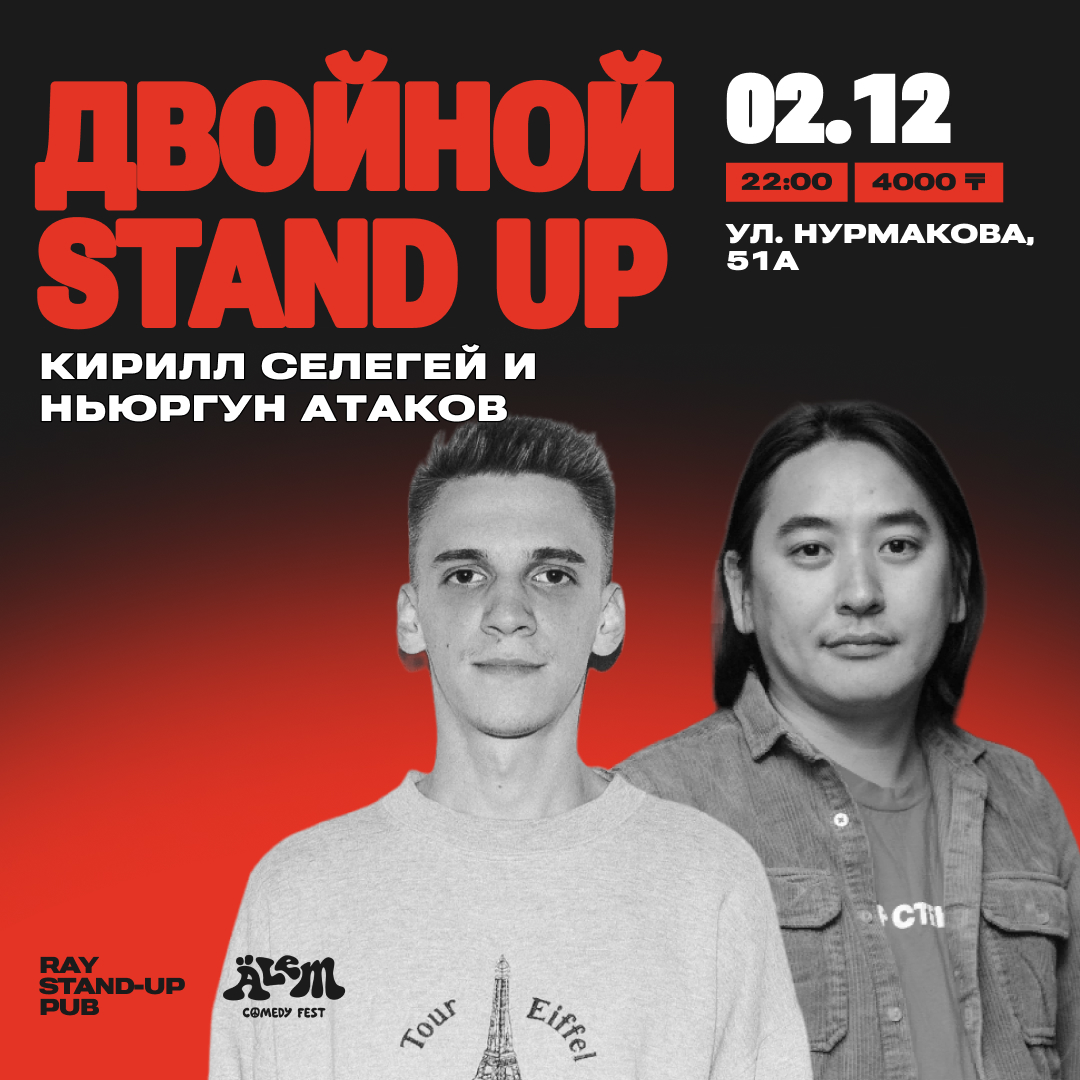 ДВОЙНОЙ
STAND UP
КИРИЛЛ СЕЛЕГЕЙ И
НЬЮРГУН АТАКОВ
02.12
22:00 4000 ₸
УЛ. НУРМАКОВА,
51А
RAY
STAND-UP
PUB
ÄLEM
COMEDY FEST
Tour Eiffel